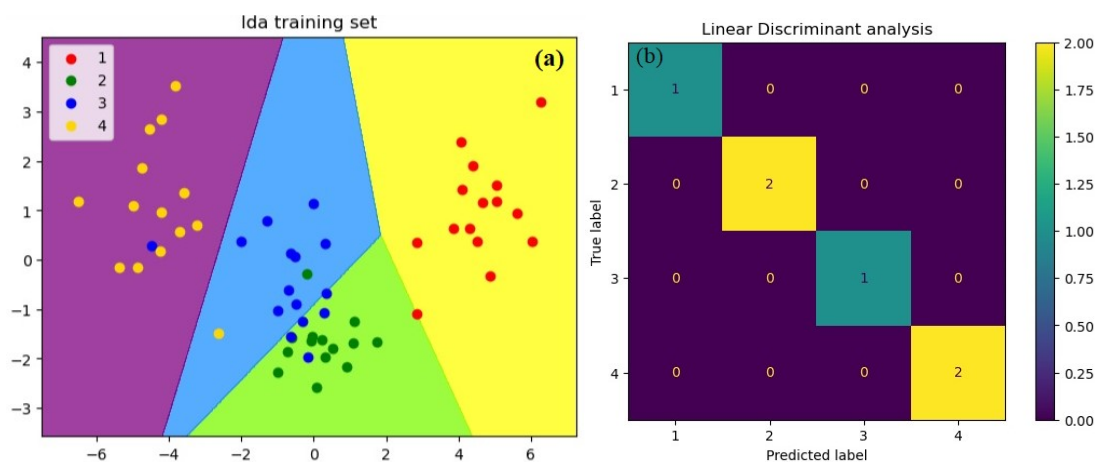 lda training set
(a)
1
2
3
4
4
3
2
1
0
−1
−2
−3
−6
−4
−2
0
2
4
6
Linear Discriminant analysis
(b)
True label
1
2
3
4
1 0 0 0
0 2 0 0
0 0 1 0
0 0 0 2
1 2 3 4
Predicted label
2.00
1.75
1.50
1.25
1.00
0.75
0.50
0.25
0.00